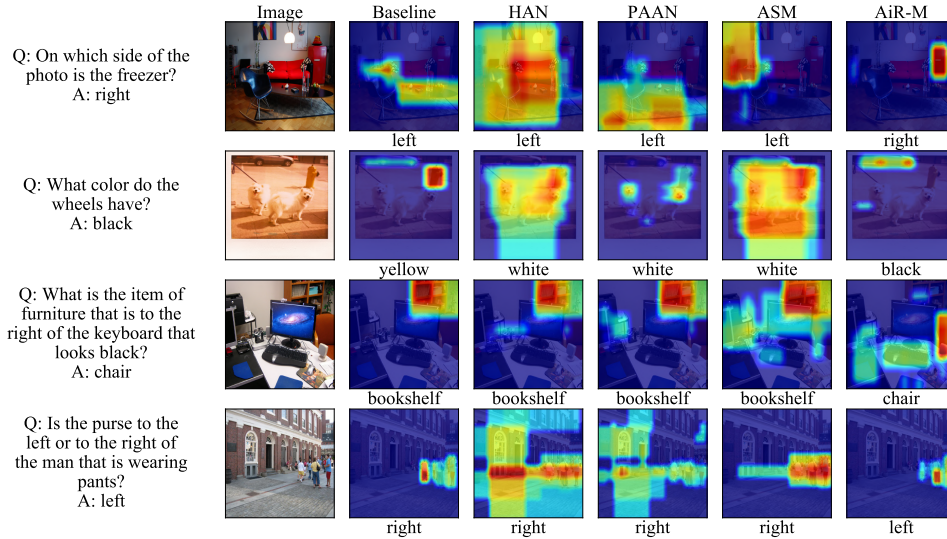 Image Baseline HAN PAAN ASM AiR-M
Q: On which side of the
photo is the freezer?
A: right
left left left left right
Q: What color do the
wheels have?
A: black
yellow white white white black
Q: What is the item of
furniture that is to the
right of the keyboard that
looks black?
A: chair
bookshelf bookshelf bookshelf bookshelf chair
Q: Is the purse to the
left or to the right of
the man that is wearing
pants?
A: left
right right right right left